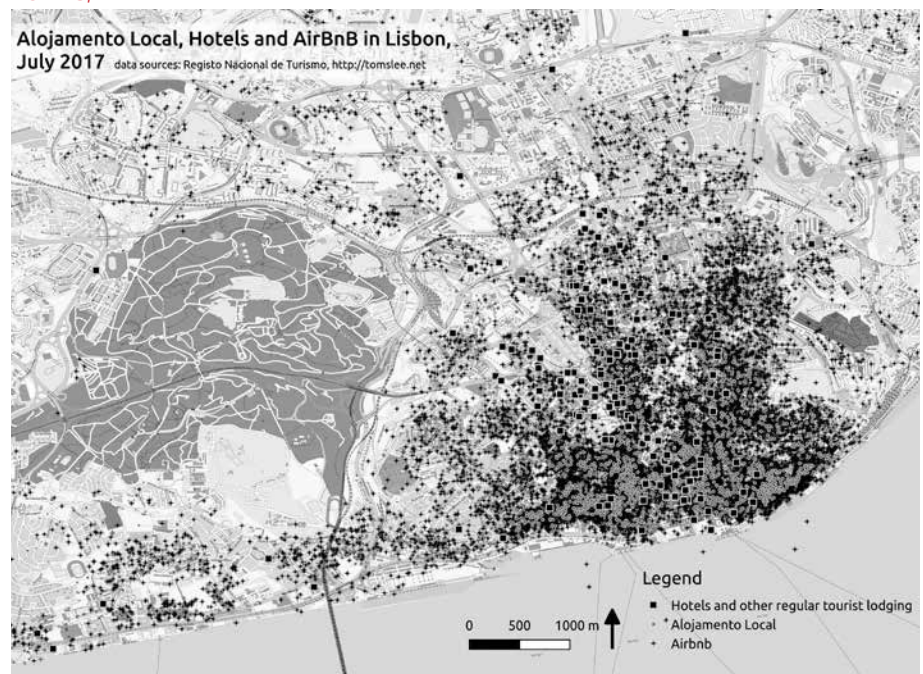 Alojamento Local, Hotels and AirBnB in Lisbon,
July 2017 data sources: Registo Nacional de Turismo, http://tomslee.net
Legend
Hotels and other regular tourist lodging
Alojamento Local
Airbnb
0 500 1000 m